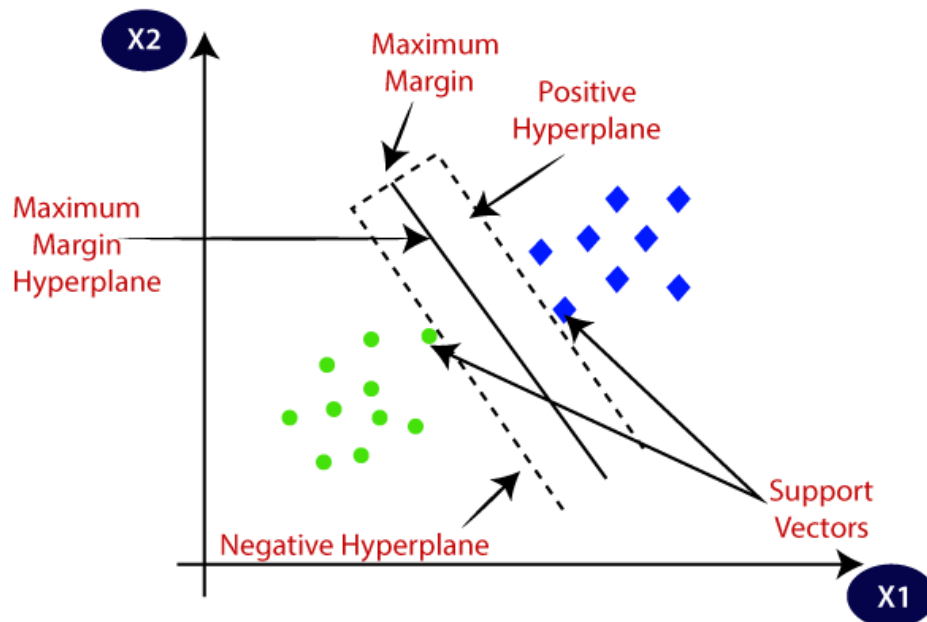 X2
Maximum
Margin
Positive
Hyperplane
Maximum
Margin
Hyperplane
Support
Vectors
Negative Hyperplane
X1